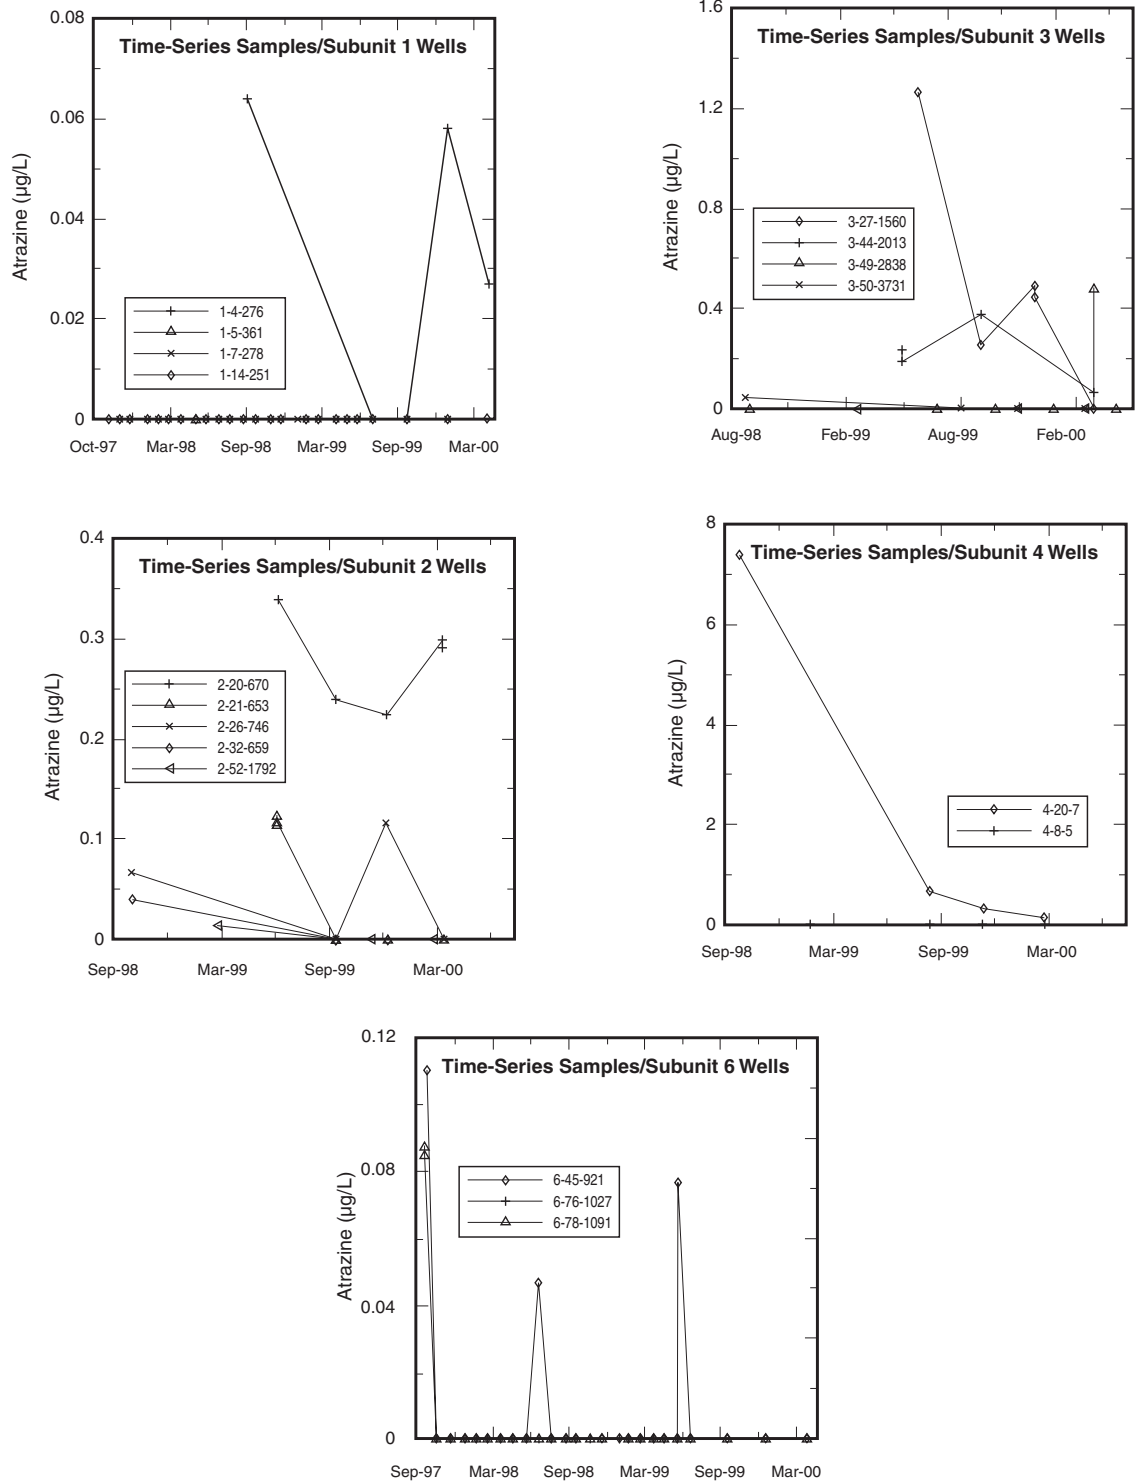 Time-Series Samples/Subunit 1 Wells
Atrazine (µg/L)
0.08
0.06
0.04
0.02
0
1-4-276
1-5-361
1-7-278
1-14-251
Oct-97 Mar-98 Sep-98 Mar-99 Sep-99 Mar-00
Time-Series Samples/Subunit 3 Wells
Atrazine (µg/L)
1.6
1.2
0.8
0.4
0
3-27-1560
3-44-2013
3-49-2838
3-50-3731
Aug-98 Feb-99 Aug-99 Feb-00
Time-Series Samples/Subunit 2 Wells
Atrazine (µg/L)
0.4
0.3
0.2
0.1
0
2-20-670
2-21-653
2-26-746
2-32-659
2-52-1792
Sep-98 Mar-99 Sep-99 Mar-00
Time-Series Samples/Subunit 4 Wells
Atrazine (µg/L)
8
6
4
2
0
4-20-7
4-8-5
Sep-98 Mar-99 Sep-99 Mar-00
Time-Series Samples/Subunit 6 Wells
Atrazine (µg/L)
0.12
0.08
0.04
0
6-45-921
6-76-1027
6-78-1091
Sep-97 Mar-98 Sep-98 Mar-99 Sep-99 Mar-00